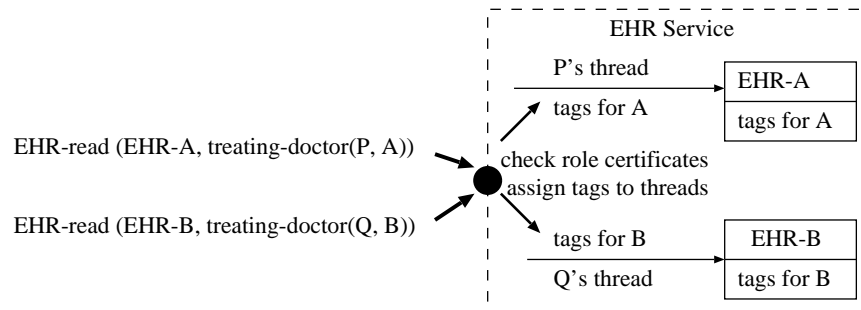 EHR Service
P's thread
EHR-A
tags for A
tags for A
EHR-read (EHR-A, treating-doctor(P, A))
check role certificates
assign tags to threads
EHR-read (EHR-B, treating-doctor(Q, B))
tags for B
EHR-B
Q's thread
tags for B